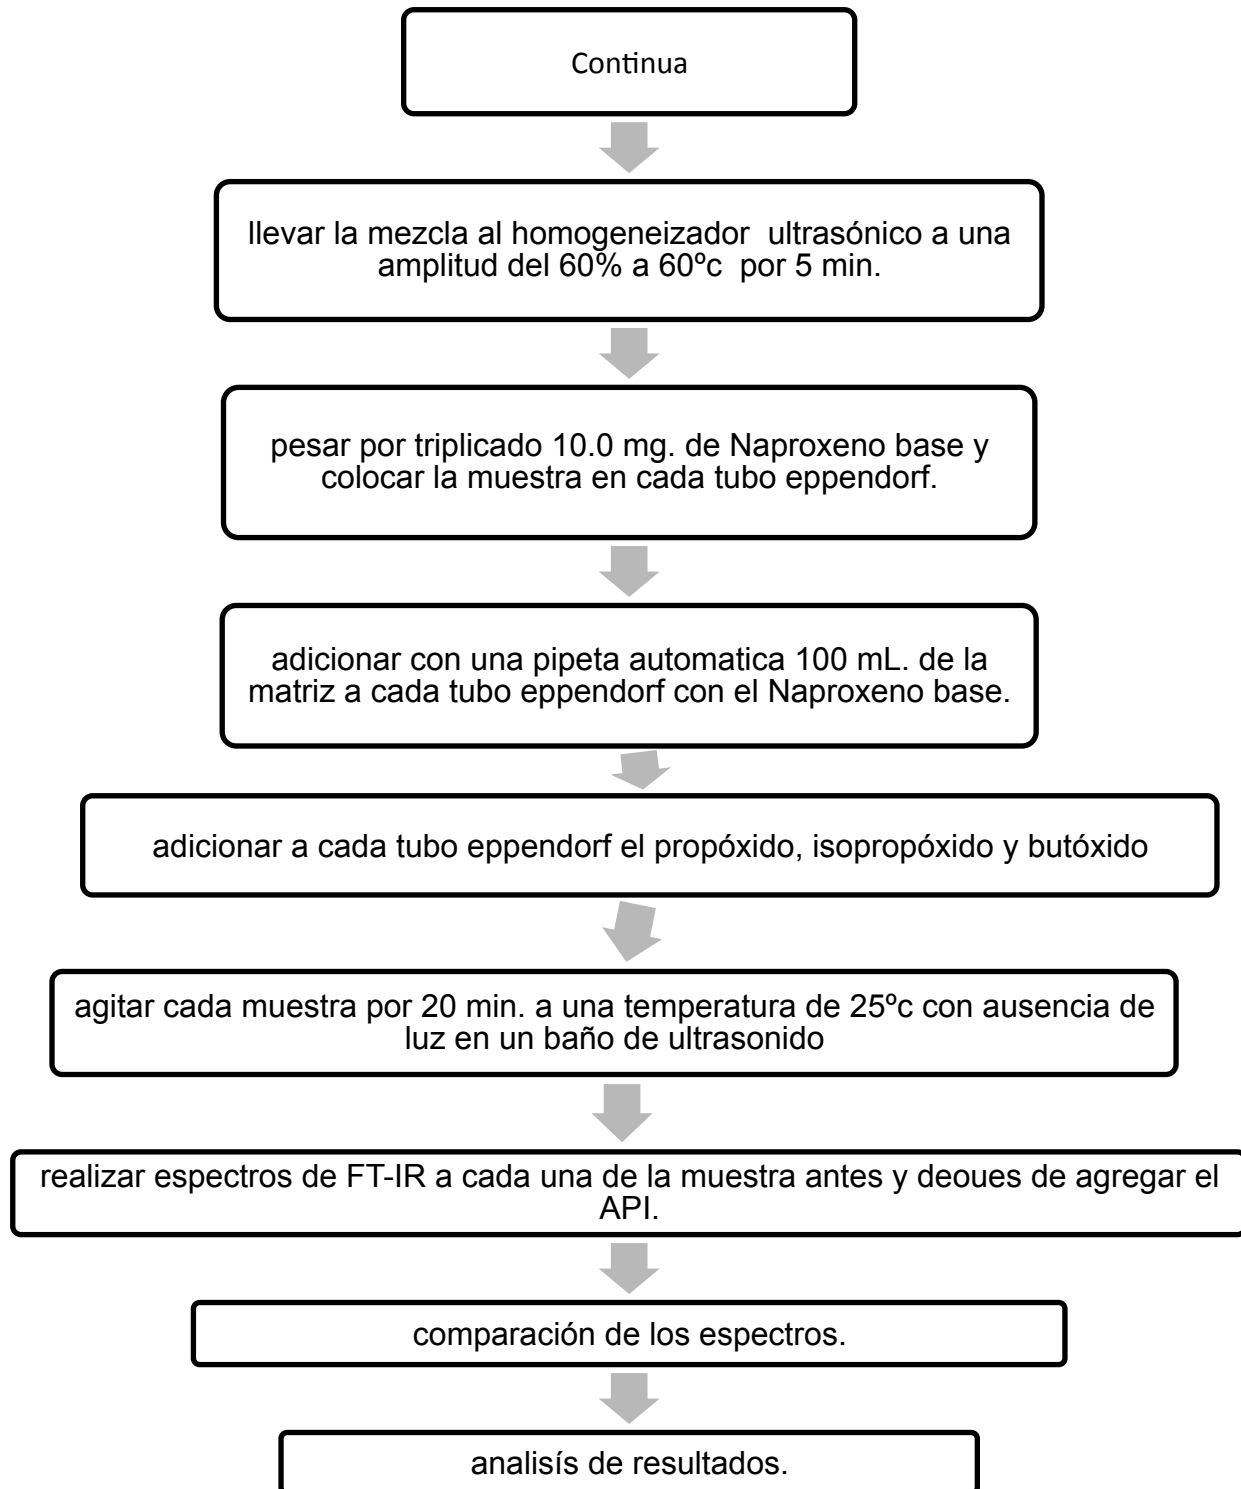 Continua
llevar la mezcla al homogeneizador ultrasónico a una
amplitud del 60% a 60ºc por 5 min.
pesar por triplicado 10.0 mg. de Naproxeno base y
colocar la muestra en cada tubo eppendorf.
adicionar con una pipeta automatica 100 mL. de la
matriz a cada tubo eppendorf con el Naproxeno base.
adicionar a cada tubo eppendorf el propóxido, isopropóxido y butóxido
agitar cada muestra por 20 min. a una temperatura de 25ºc con ausencia de
luz en un baño de ultrasonido
realizar espectros de FT-IR a cada una de la muestra antes y deoues de agregar el
API.
comparación de los espectros.
analisís de resultados.